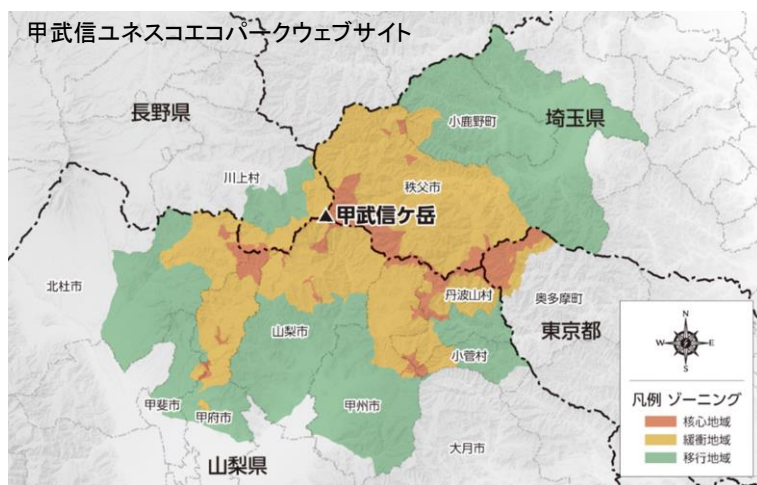 甲武信ユネスコエコパークウェブサイト
長野県
小鹿野町
埼玉県
川上村
秩父市
▲甲武信ケ岳
北杜市
丹波山村
奥多摩町
山梨市
東京都
小菅村
甲斐市
甲府市
甲州市
大月市
山梨県
N
W
E
S
凡例 ゾーニング
核心地域
緩衝地域
移行地域